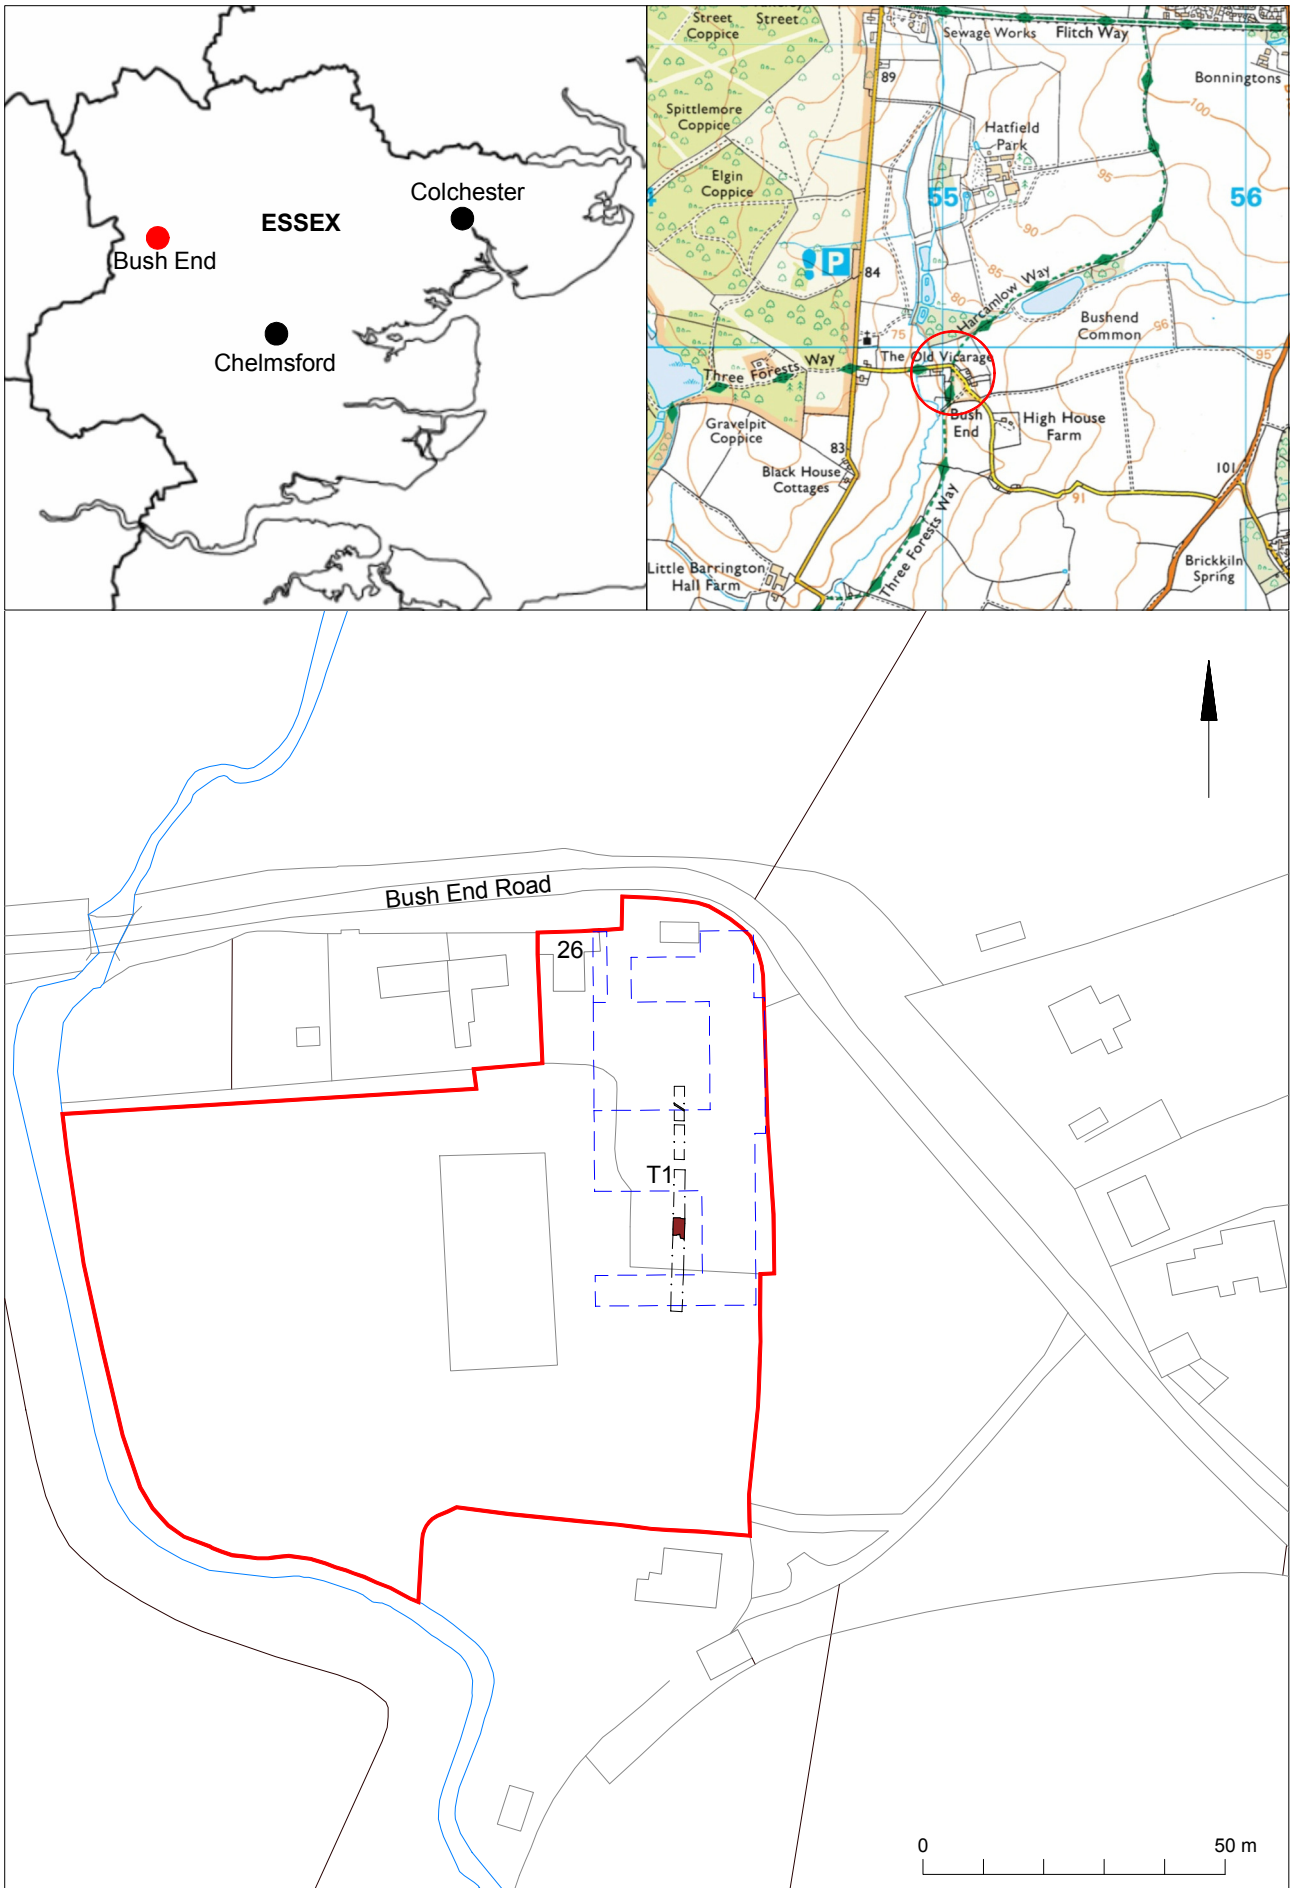 Colchester
ESSEX
Bush End
Chelmsford
Street
Coppice
Street
Sewage Works
Flitch Way
89
Bonningtons
100
Spittlemore
Coppice
Hatfield
Park
95
Elgin
Coppice
55
56
90
P
84
85
80
Harcamlow Way
Bushend
Common
95
75
95
The Old Vicarage
Three Forests Way
Bush
End
High House
Farm
Gravelpit
Coppice
83
Black House
Cottages
101
91
Three Forests Way
Little Barrington
Hall Farm
Brickkiln
Spring
Bush End Road
26
T1
0
50 m